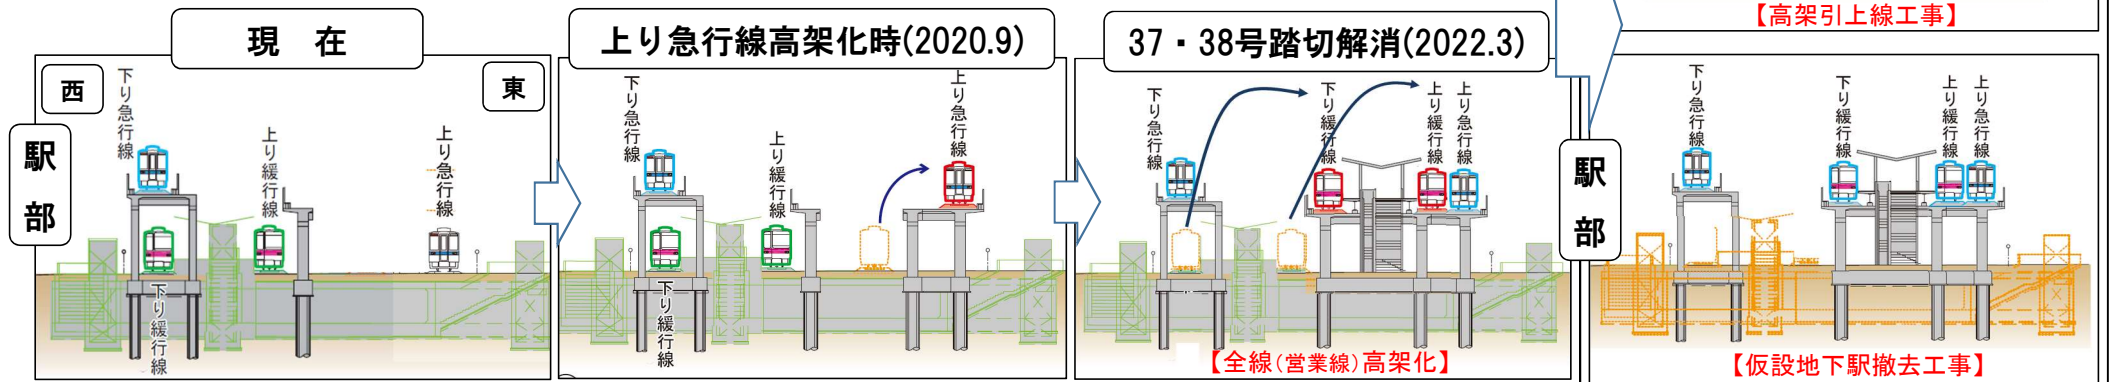 【高架引上線工事】
現 在
上り急行線高架化時(2020.9)
37・38号踏切解消(2022.3)
駅部
西
東
下り急行線
上り緩行線
上り急行線
下り緩行線
下り急行線
上り緩行線
上り急行線
下り緩行線
下り急行線
下り緩行線
上り緩行線
上り急行線
【全線(営業線)高架化】
駅部
下り急行線
下り緩行線
上り緩行線
上り急行線
【仮設地下駅撤去工事】